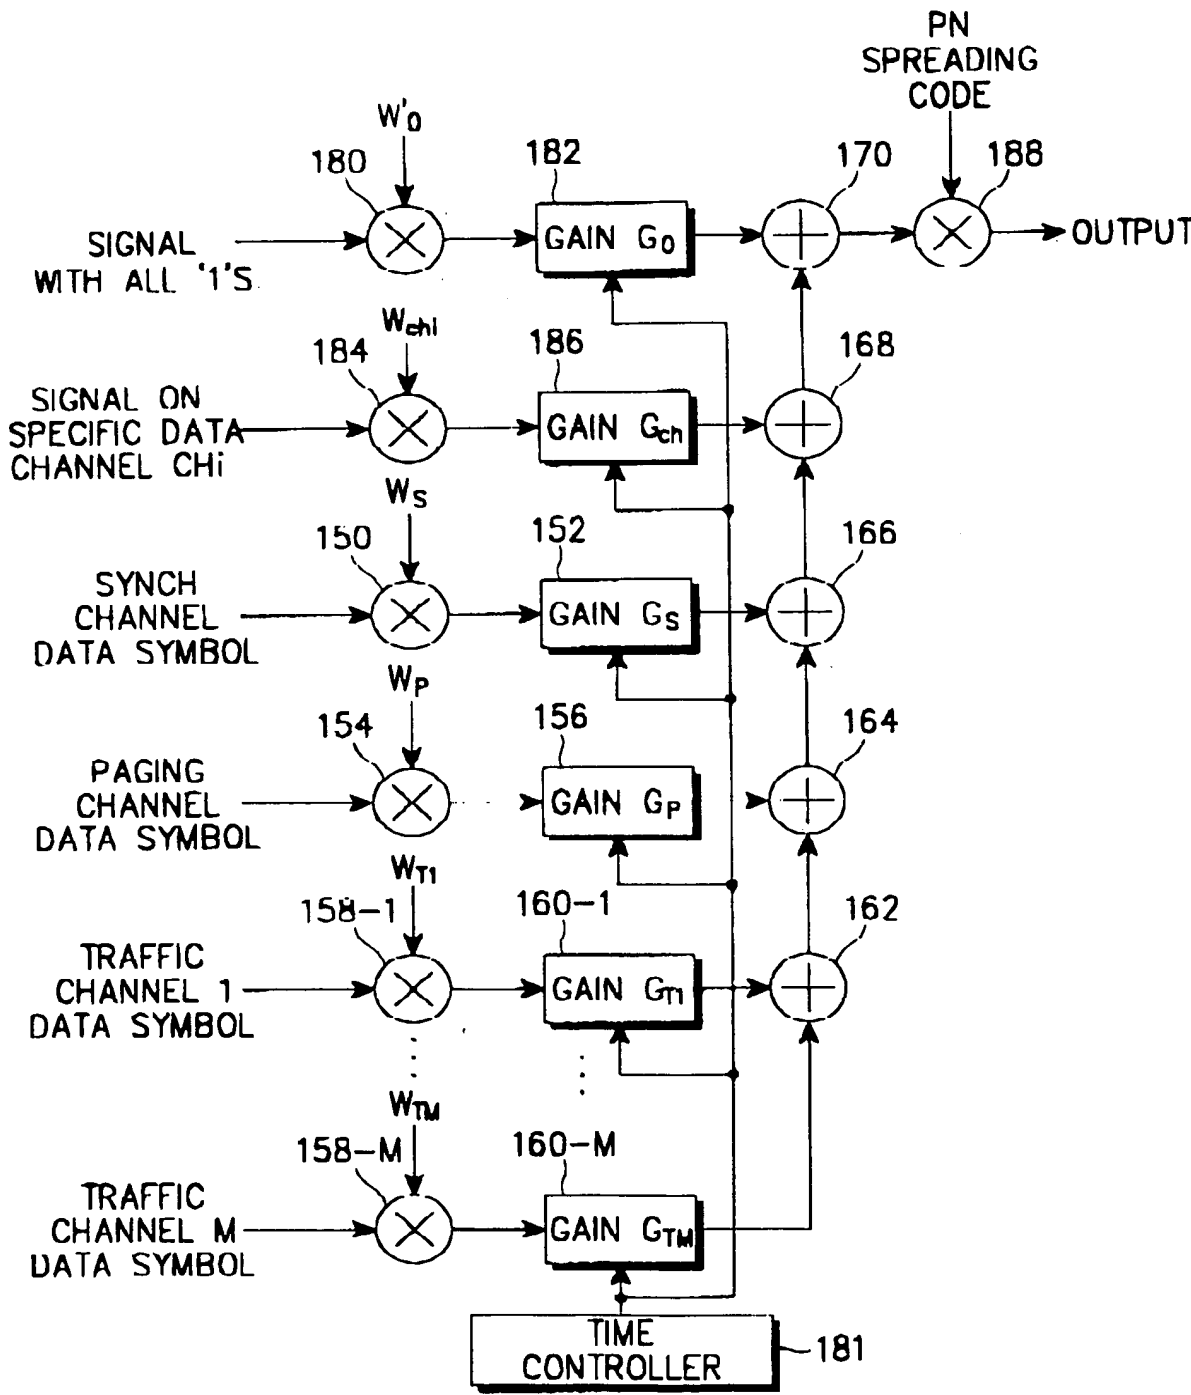 PN
SPREADING
CODE
W'0
180
182
170
188
SIGNAL
WITH ALL '1'S
GAIN G0
OUTPUT
Wchi
184
186
168
SIGNAL ON
SPECIFIC DATA
CHANNEL CHi
GAIN Gch
WS
150
152
166
SYNCH
CHANNEL
DATA SYMBOL
GAIN GS
WP
154
156
164
PAGING
CHANNEL
DATA SYMBOL
GAIN GP
WT1
158-1
160-1
162
TRAFFIC
CHANNEL 1
DATA SYMBOL
GAIN GT1
WTM
158-M
160-M
TRAFFIC
CHANNEL M
DATA SYMBOL
GAIN GTM
TIME
CONTROLLER
181